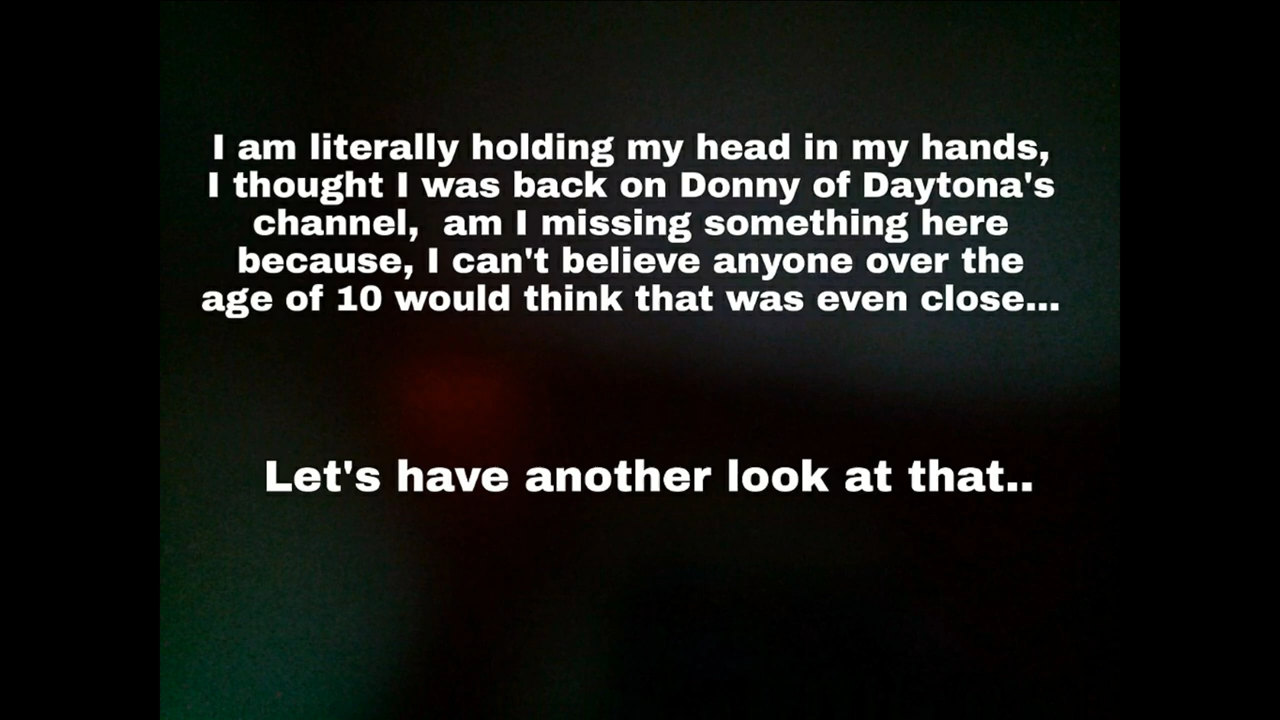 I am literally holding my head in my hands,
I thought I was back on Donny of Daytona's
channel,  am I missing something here
because, I can't believe anyone over the
age of 10 would think that was even close...
Let's have another look at that..